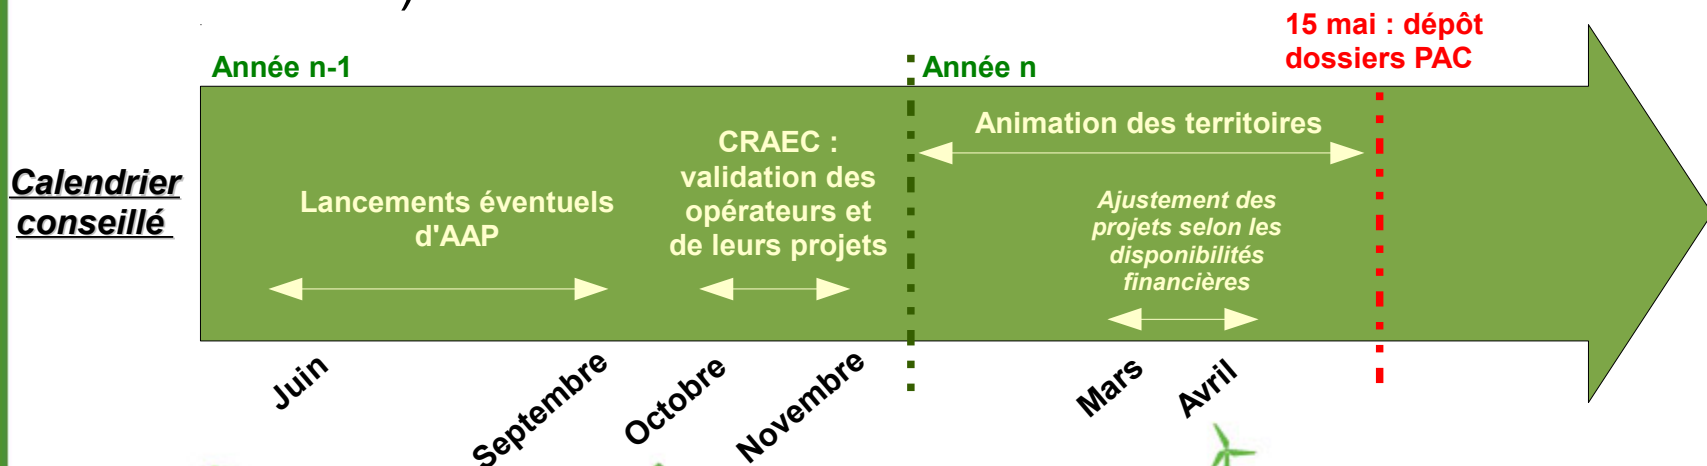 )
15 mai : dépôt
dossiers PAC
Année n-1
Année n
Calendrier
conseillé
Lancements éventuels
d'AAP
CRAEC :
validation des
opérateurs et
de leurs projets
Animation des territoires
Ajustement des
projets selon les
disponibilités
financières
Juin
Septembre
Octobre
Novembre
Mars
Avril